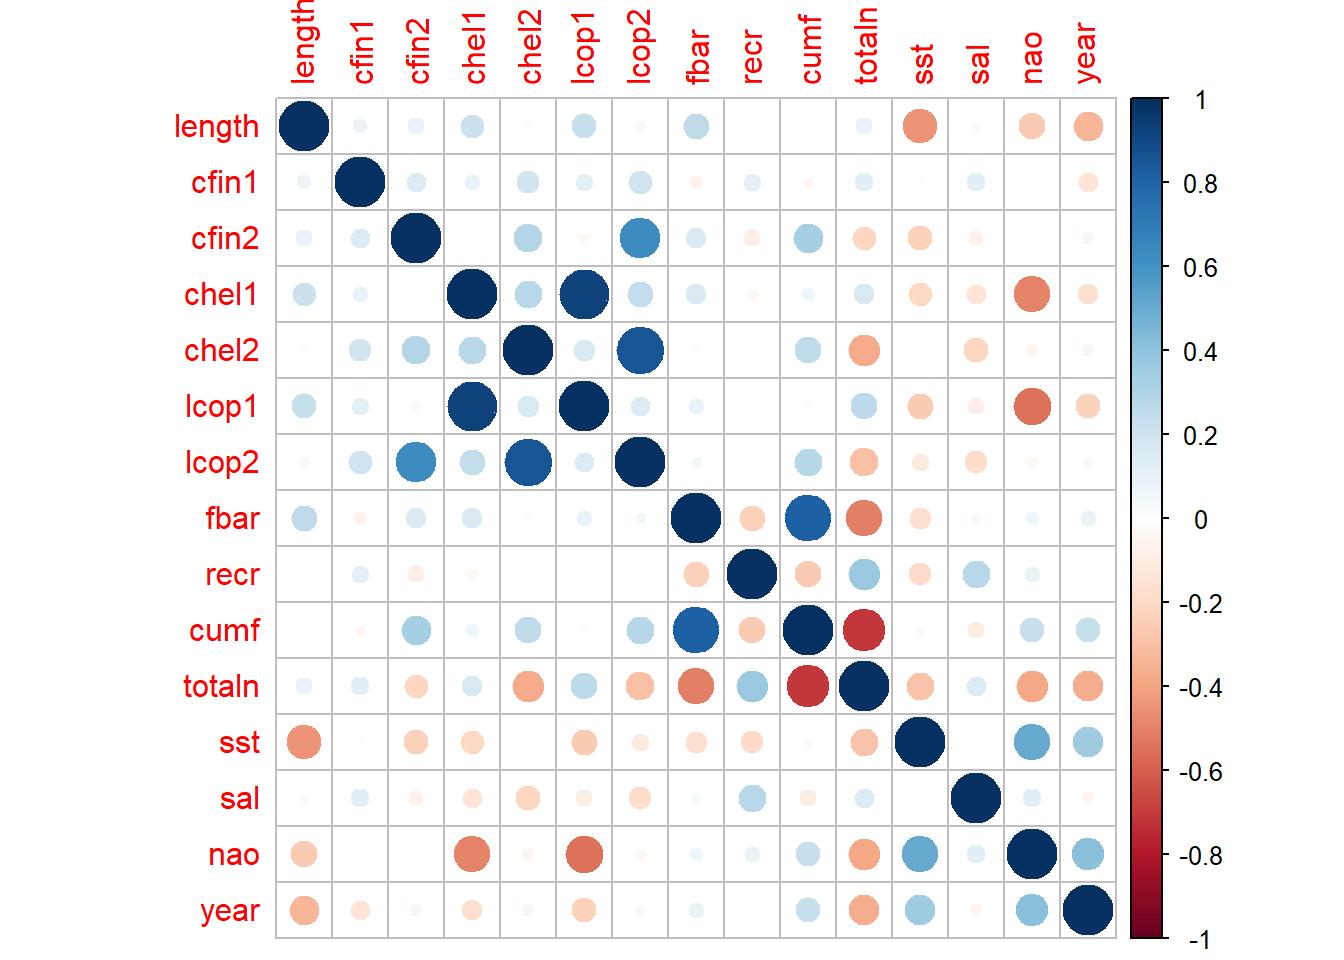 length cfin1 cfin2 chel1 chel2 lcop1 lcop2 fbar recr cumf totaln sst sal nao year
length
cfin1
cfin2
chel1
chel2
lcop1
lcop2
fbar
recr
cumf
totaln
sst
sal
nao
year
1
0.8
0.6
0.4
0.2
0
-0.2
-0.4
-0.6
-0.8
-1